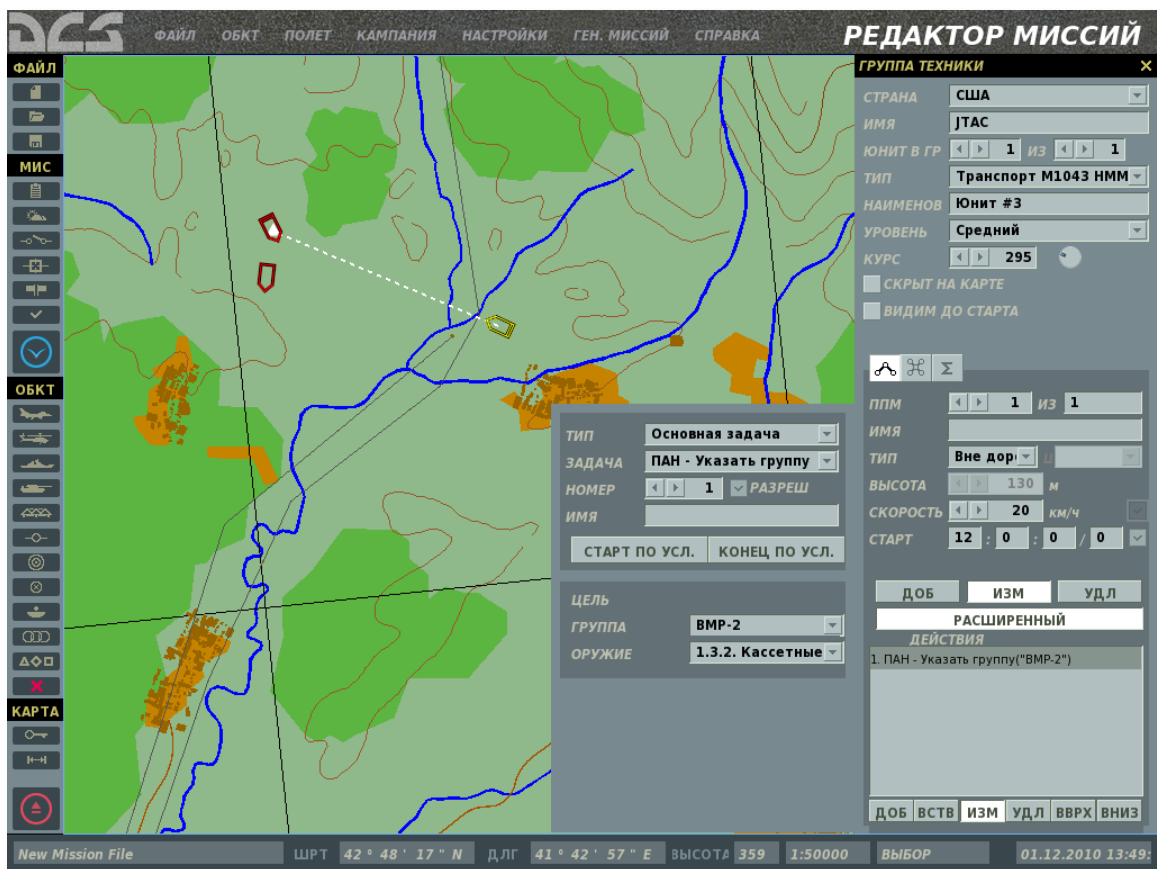 DCS ФАЙЛ ОБКТ ПОЛЕТ КАМПАНИЯ НАСТРОЙКИ ГЕН. МИССИЙ СПРАВКА РЕДАКТОР МИССИЙ
ФАЙЛ
МИС
ОБКТ
КАРТА
ГРУППА ТЕХНИКИ
СТРАНА США
ИМЯ JTAC
ЮНИТ В ГР 1 ИЗ 1
ТИП Транспорт M1043 HMM
НАИМЕНОВ Юнит #3
УРОВЕНЬ Средний
КУРС 295
СКРЫТ НА КАРТЕ
ВИДИМ ДО СТАРТА
ППМ 1 ИЗ 1
ИМЯ
ТИП Вне дор
ВЫСОТА 130 м
СКОРОСТЬ 20 км/ч
СТАРТ 12 : 0 : 0 / 0
ДОБ ИЗМ УДЛ
РАСШИРЕННЫЙ
ДЕЙСТВИЯ
1. ПАН - Указать группу("BMP-2")
ДОБ ВСТВ ИЗМ УДЛ ВВРХ ВНИЗ
ТИП Основная задача
ЗАДАЧА ПАН - Указать группу
НОМЕР 1 РАЗРЕШ
ИМЯ
СТАРТ ПО УСЛ. КОНЕЦ ПО УСЛ.
ЦЕЛЬ
ГРУППА BMP-2
ОРУЖИЕ 1.3.2. Кассетные
New Mission File ШРТ 42 ° 48 ' 17 " N ДЛГ 41 ° 42 ' 57 " E ВЫСОТА 359 1:50000 ВЫБОР 01.12.2010 13:49: